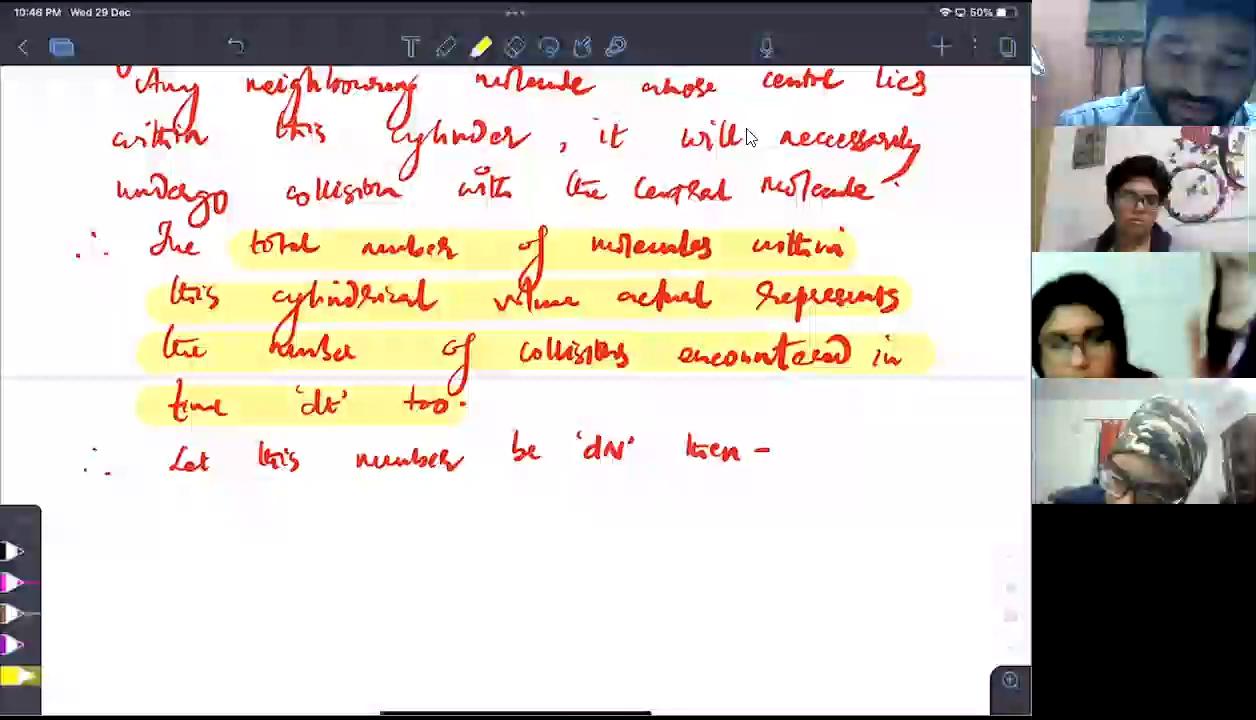 10:46 PM Wed 29 Dec
50%
Any neighbouring molecule whose centre lies
within this cylinder, it will necessarily
undergo collision with the central molecule.
∴ The total number of molecules within
this cylindrical volume actual represents
the number of collisions encountered in
time 'dt' too.
∴ Let this number be 'dN' then -